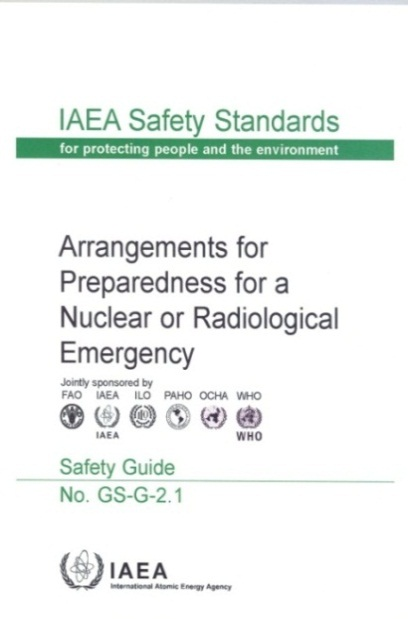 IAEA Safety Standards
for protecting people and the environment
Arrangements for
Preparedness for a
Nuclear or Radiological
Emergency
Jointly sponsored by
FAO IAEA ILO PAHO OCHA WHO
IAEA WHO
Safety Guide
No. GS-G-2.1
IAEA
International Atomic Energy Agency